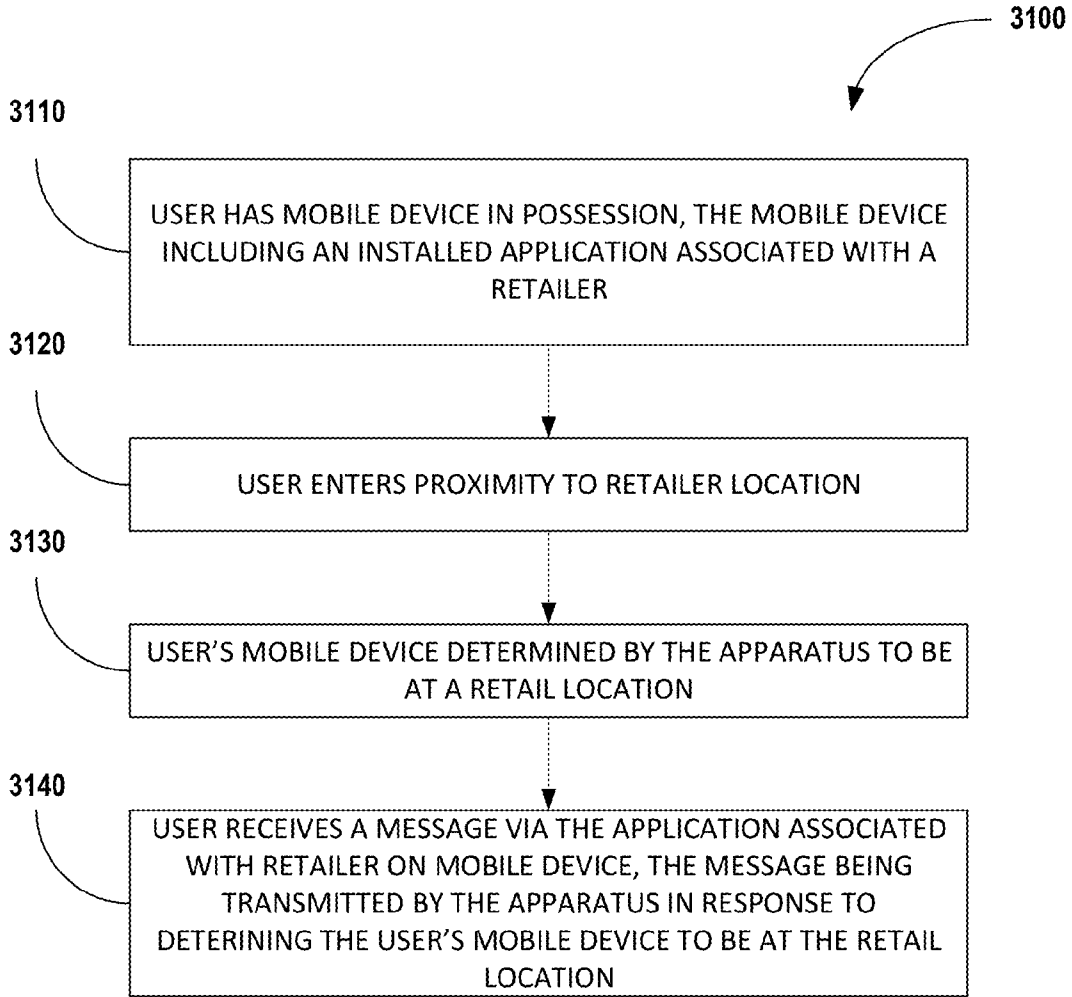 3100
3110
USER HAS MOBILE DEVICE IN POSSESSION, THE MOBILE DEVICE
INCLUDING AN INSTALLED APPLICATION ASSOCIATED WITH A
RETAILER
3120
USER ENTERS PROXIMITY TO RETAILER LOCATION
3130
USER'S MOBILE DEVICE DETERMINED BY THE APPARATUS TO BE
AT A RETAIL LOCATION
3140
USER RECEIVES A MESSAGE VIA THE APPLICATION ASSOCIATED
WITH RETAILER ON MOBILE DEVICE, THE MESSAGE BEING
TRANSMITTED BY THE APPARATUS IN RESPONSE TO
DETERINING THE USER'S MOBILE DEVICE TO BE AT THE RETAIL
LOCATION